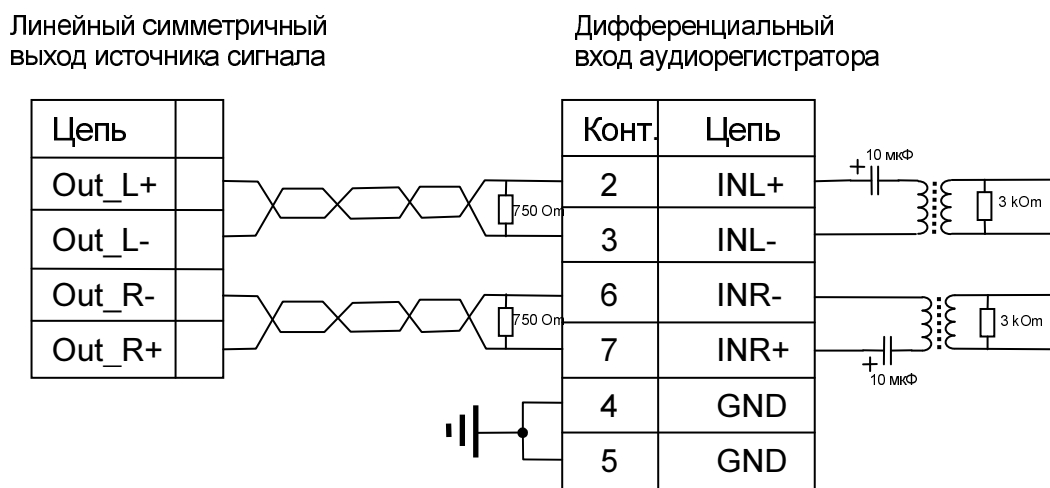 Линейный симметричный
выход источника сигнала
Дифференциальный
вход аудиорегистратора
Цепь
Out_L+
Out_L-
Out_R-
Out_R+
750 Om
750 Om
Конт. Цепь
2 INL+
3 INL-
6 INR-
7 INR+
4 GND
5 GND
+ 10 мкФ
3 kOm
3 kOm
+
10 мкФ